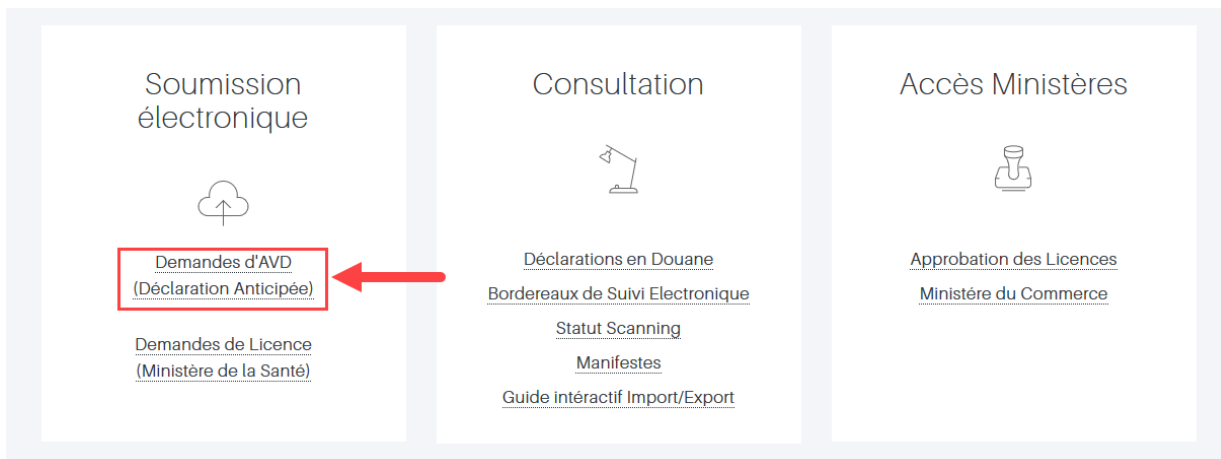 Soumission
électronique
Demandes d'AVD
(Déclaration Anticipée)
Demandes de Licence
(Ministère de la Santé)
Consultation
Déclarations en Douane
Bordereaux de Suivi Electronique
Statut Scanning
Manifestes
Guide intéractif Import/Export
Accès Ministères
Approbation des Licences
Ministére du Commerce